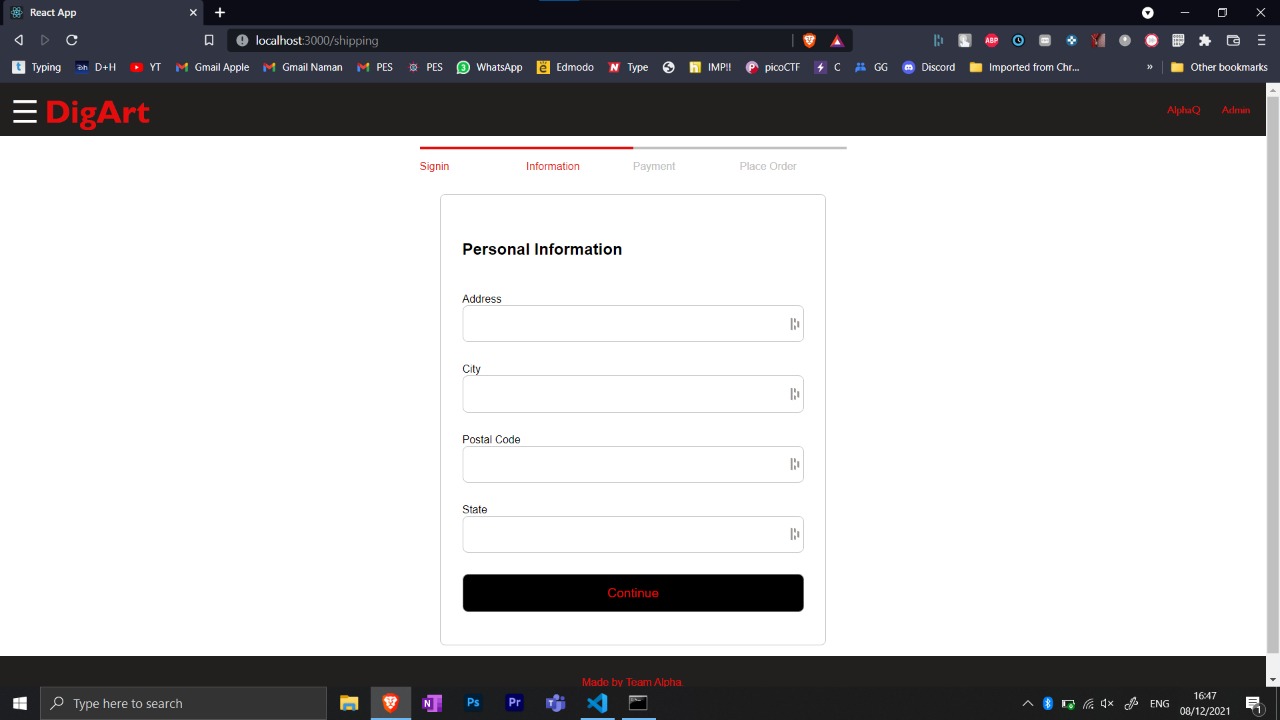 React App
localhost:3000/shipping
ABP
Typing D+H YT Gmail Apple Gmail Naman PES PES WhatsApp Edmodo Type IMP!! picoCTF C GG Discord Imported from Chr... » Other bookmarks
DigArt AlphaQ Admin
Signin Information Payment Place Order
Personal Information
Address
City
Postal Code
State
Continue
Made by Team Alpha.
Type here to search
ENG
16:47
08/12/2021